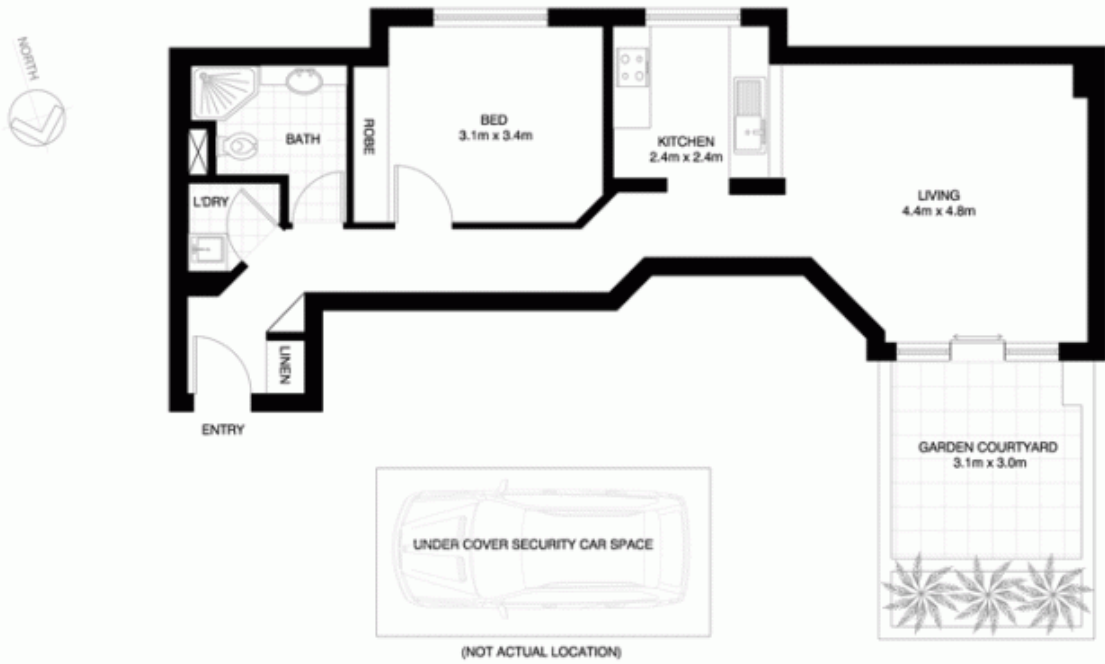 NORTH
BATH
ROBE
BED
3.1m x 3.4m
KITCHEN
2.4m x 2.4m
L'DRY
LIVING
4.4m x 4.8m
LINEN
ENTRY
GARDEN COURTYARD
3.1m x 3.0m
UNDER COVER SECURITY CAR SPACE
(NOT ACTUAL LOCATION)